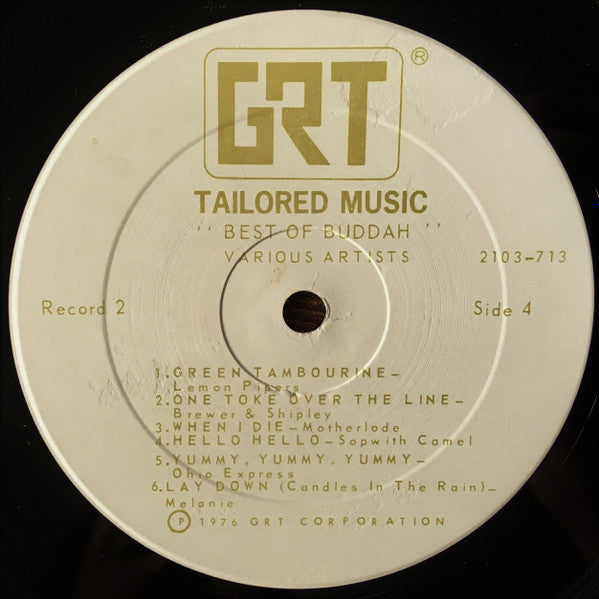 GRT®
TAILORED MUSIC
" BEST OF BUDDAH "
VARIOUS ARTISTS 2103-713
Record 2 Side 4
1. GREEN TAMBOURINE—
Lemon Pipers
2. ONE TOKE OVER THE LINE—
Brewer & Shipley
3. WHEN I DIE—Motherlode
4. HELLO HELLO—Sopwith Camel
5. YUMMY, YUMMY, YUMMY—
Ohio Express
6. LAY DOWN (Candles In The Rain)—
Melanie
℗ 1976 GRT CORPORATION